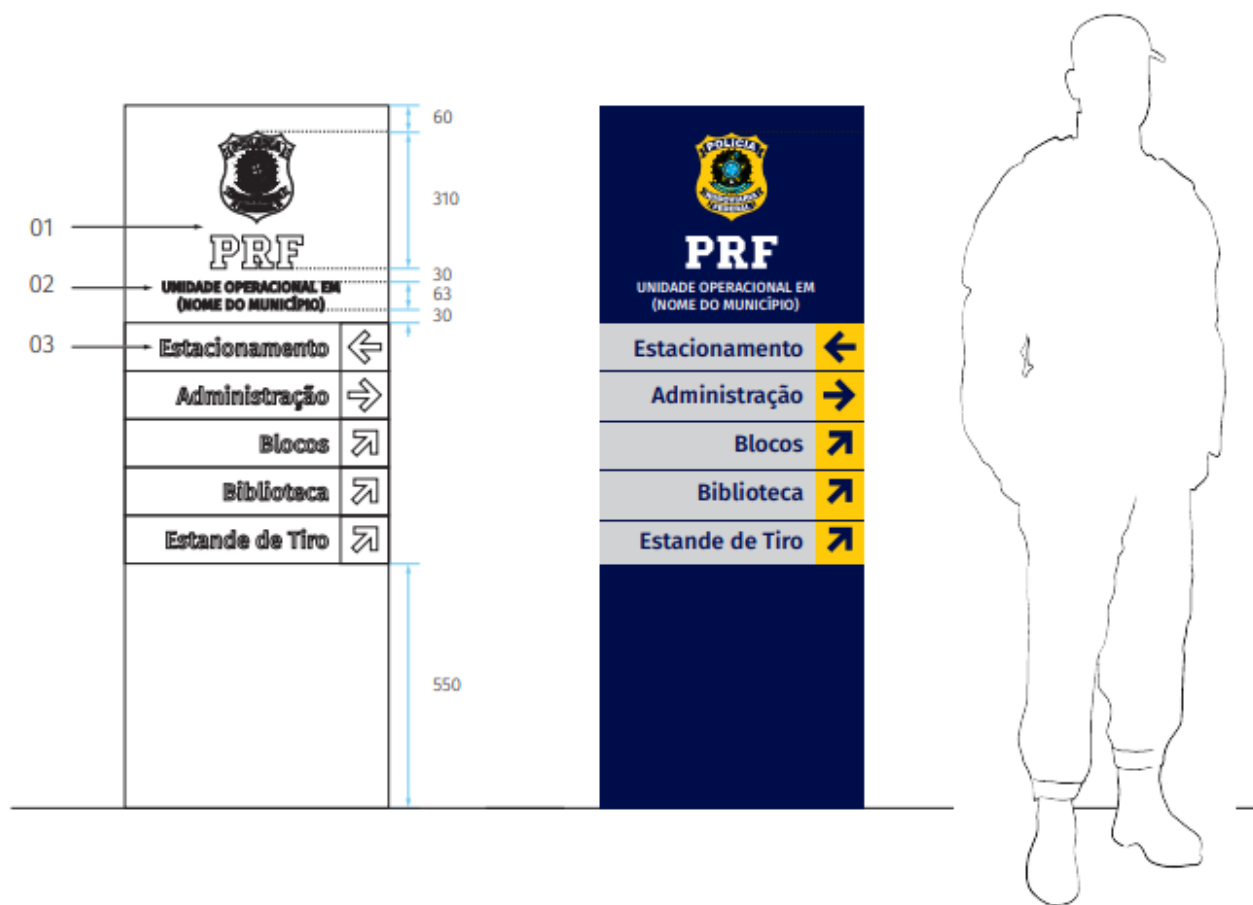 60
310
01
PRF
30
02
UNIDADE OPERACIONAL EM
63
(NOME DO MUNICÍPIO)
30
03
Estacionamento
Administração
Blocos
Biblioteca
Estande de Tiro
550
POLÍCIA
RODOVIÁRIA
FEDERAL
PRF
UNIDADE OPERACIONAL EM
(NOME DO MUNICÍPIO)
Estacionamento
Administração
Blocos
Biblioteca
Estande de Tiro